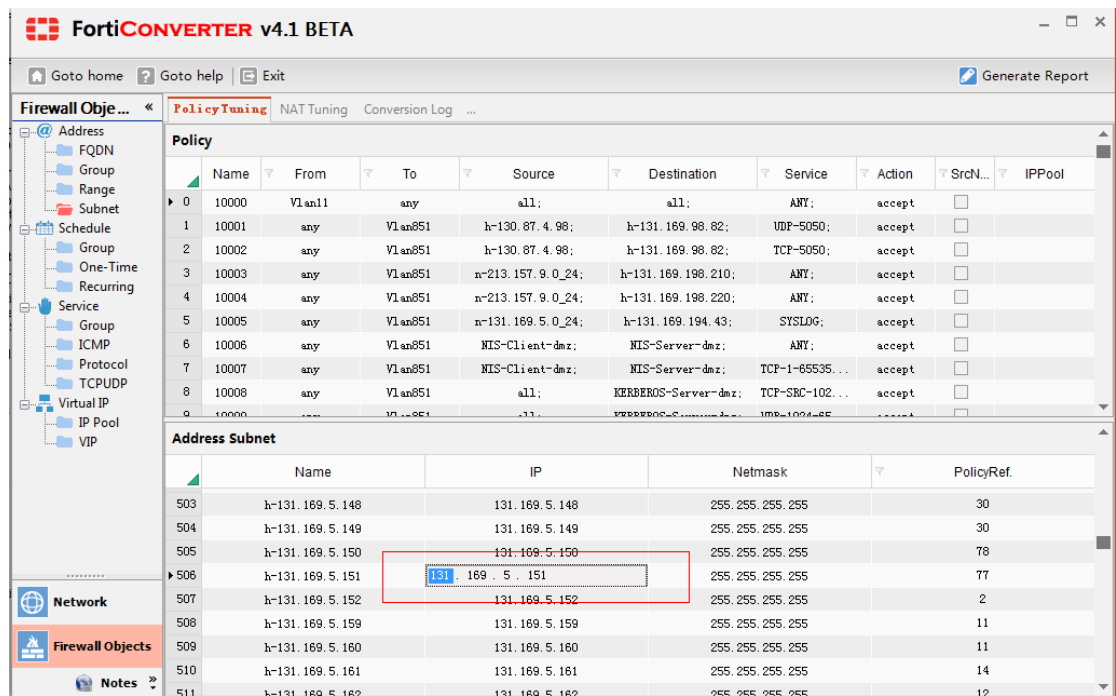 FORTICONVERTER v4.1 BETA
Goto home Goto help Exit Generate Report
Firewall Obje... «
Address
FQDN
Group
Range
Subnet
Schedule
Group
One-Time
Recurring
Service
Group
ICMP
Protocol
TCPUDP
Virtual IP
IP Pool
VIP
Network
Firewall Objects
Notes
PolicyTuning NAT Tuning Conversion Log ...
Policy
Name From To Source Destination Service Action SrcN... IPPool
0 10000 Vlan11 any all; all; ANY; accept
1 10001 any Vlan851 h-130.87.4.98; h-131.169.98.82; UDP-5050; accept
2 10002 any Vlan851 h-130.87.4.98; h-131.169.98.82; TCP-5050; accept
3 10003 any Vlan851 n-213.157.9.0_24; h-131.169.198.210; ANY; accept
4 10004 any Vlan851 n-213.157.9.0_24; h-131.169.198.220; ANY; accept
5 10005 any Vlan851 n-131.169.5.0_24; h-131.169.194.43; SYSLOG; accept
6 10006 any Vlan851 NIS-Client-dmz; NIS-Server-dmz; ANY; accept
7 10007 any Vlan851 NIS-Client-dmz; NIS-Server-dmz; TCP-1-65535... accept
8 10008 any Vlan851 all; KERBEROS-Server-dmz; TCP-SRC-102... accept
Address Subnet
Name IP Netmask PolicyRef.
503 h-131.169.5.148 131.169.5.148 255.255.255.255 30
504 h-131.169.5.149 131.169.5.149 255.255.255.255 30
505 h-131.169.5.150 131.169.5.150 255.255.255.255 78
506 h-131.169.5.151 131 . 169 . 5 . 151 255.255.255.255 77
507 h-131.169.5.152 131.169.5.152 255.255.255.255 2
508 h-131.169.5.159 131.169.5.159 255.255.255.255 11
509 h-131.169.5.160 131.169.5.160 255.255.255.255 11
510 h-131.169.5.161 131.169.5.161 255.255.255.255 14
511 h-131.169.5.162 131.169.5.162 255.255.255.255 12